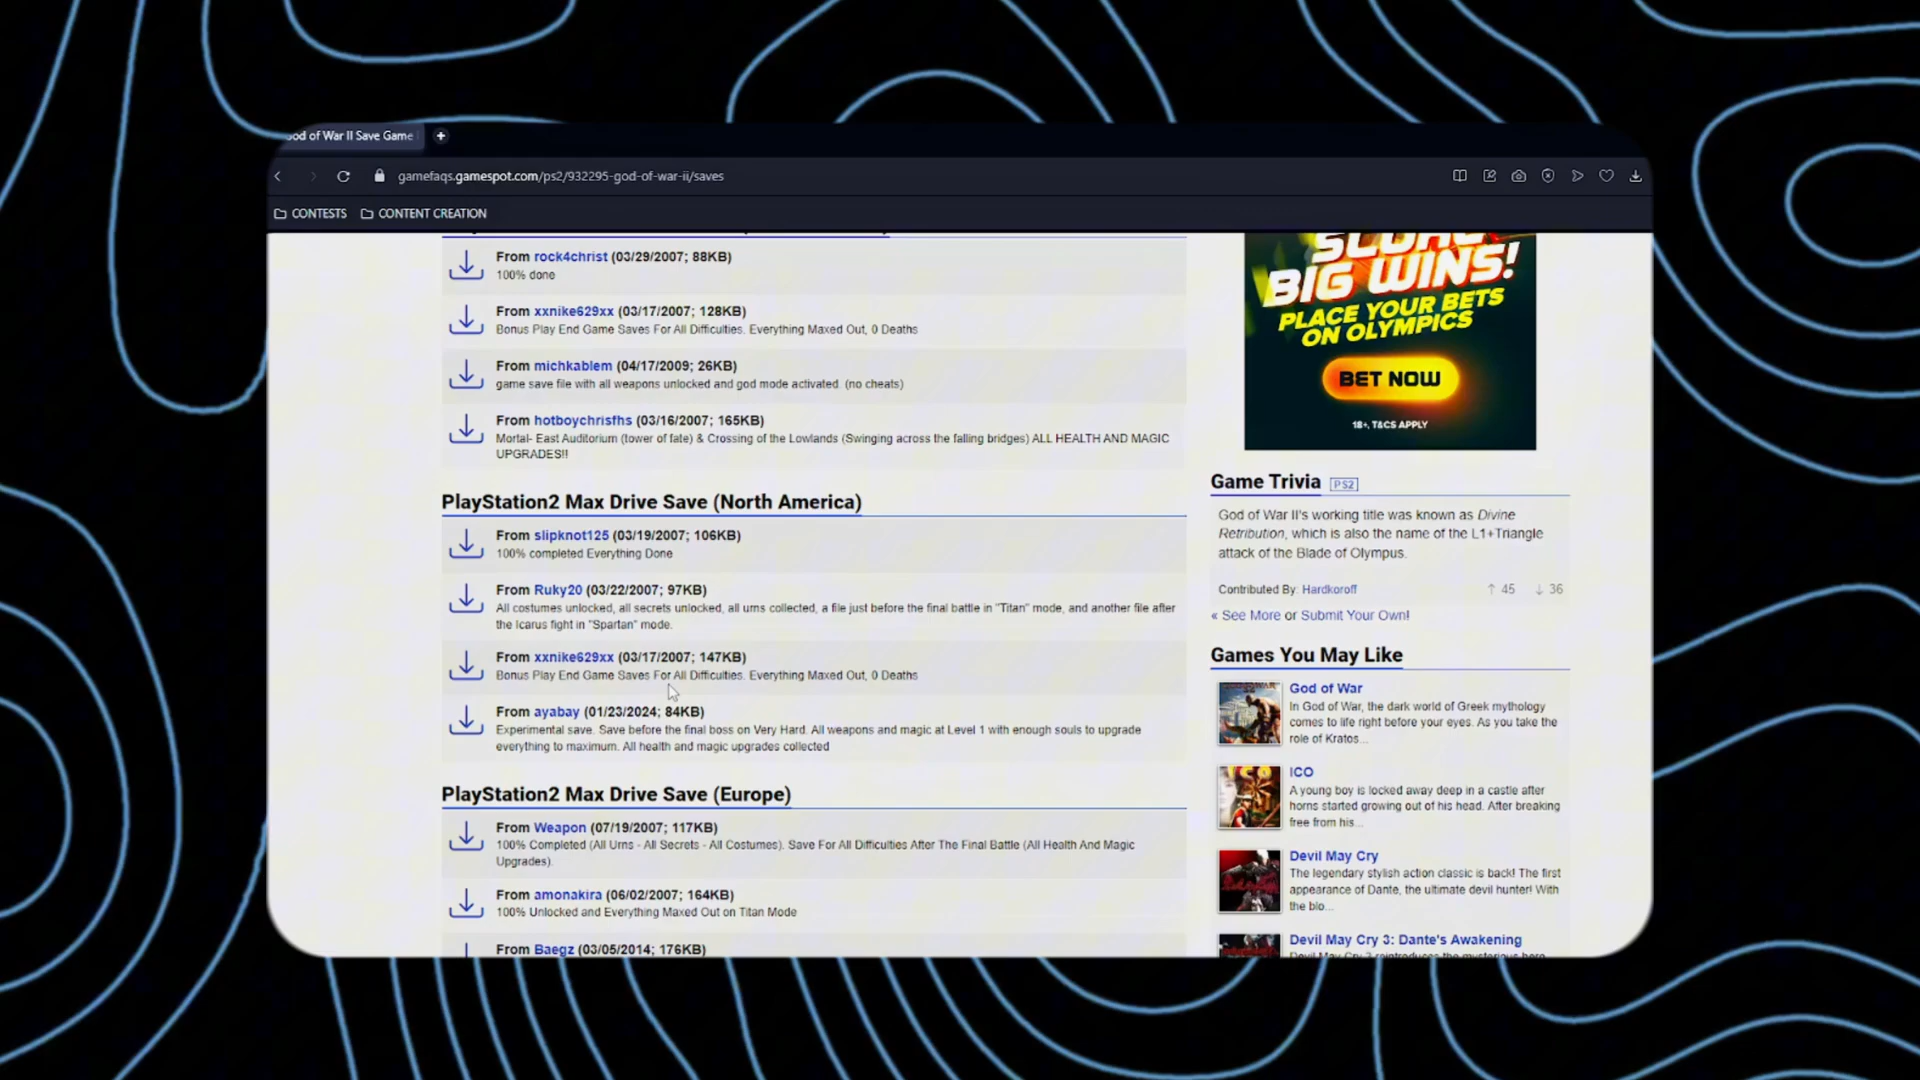 od of War II Save Game
gamefaqs.gamespot.com/ps2/932295-god-of-war-ii/saves
CONTESTS
CONTENT CREATION
From rock4christ (03/29/2007; 88KB)
100% done
From xxnike629xx (03/17/2007; 128KB)
Bonus Play End Game Saves For All Difficulties. Everything Maxed Out, 0 Deaths
From michkablem (04/17/2009; 26KB)
game save file with all weapons unlocked and god mode activated. (no cheats)
From hotboychrisfhs (03/16/2007; 165KB)
Mortal- East Auditorium (tower of fate) & Crossing of the Lowlands (Swinging across the falling bridges) ALL HEALTH AND MAGIC
UPGRADES!!
PlayStation2 Max Drive Save (North America)
From slipknot125 (03/19/2007; 106KB)
100% completed Everything Done
From Ruky20 (03/22/2007; 97KB)
All costumes unlocked, all secrets unlocked, all urns collected, a file just before the final battle in "Titan" mode, and another file after
the Icarus fight in "Spartan" mode.
From xxnike629xx (03/17/2007; 147KB)
Bonus Play End Game Saves For All Difficulties. Everything Maxed Out, 0 Deaths
From ayabay (01/23/2024; 84KB)
Experimental save. Save before the final boss on Very Hard. All weapons and magic at Level 1 with enough souls to upgrade
everything to maximum. All health and magic upgrades collected
PlayStation2 Max Drive Save (Europe)
From Weapon (07/19/2007; 117KB)
100% Completed (All Urns - All Secrets - All Costumes). Save For All Difficulties After The Final Battle (All Health And Magic
Upgrades).
From amonakira (06/02/2007; 164KB)
100% Unlocked and Everything Maxed Out on Titan Mode
From Baegz (03/05/2014; 176KB)
BIG WINS!
PLACE YOUR BETS
ON OLYMPICS
BET NOW
18+, T&CS APPLY
Game Trivia PS2
God of War II's working title was known as Divine
Retribution, which is also the name of the L1+Triangle
attack of the Blade of Olympus.
Contributed By: Hardkoroff 45 36
« See More or Submit Your Own!
Games You May Like
God of War
In God of War, the dark world of Greek mythology
comes to life right before your eyes. As you take the
role of Kratos...
ICO
A young boy is locked away deep in a castle after
horns started growing out of his head. After breaking
free from his...
Devil May Cry
The legendary stylish action classic is back! The first
appearance of Dante, the ultimate devil hunter! With
the blo...
Devil May Cry 3: Dante's Awakening